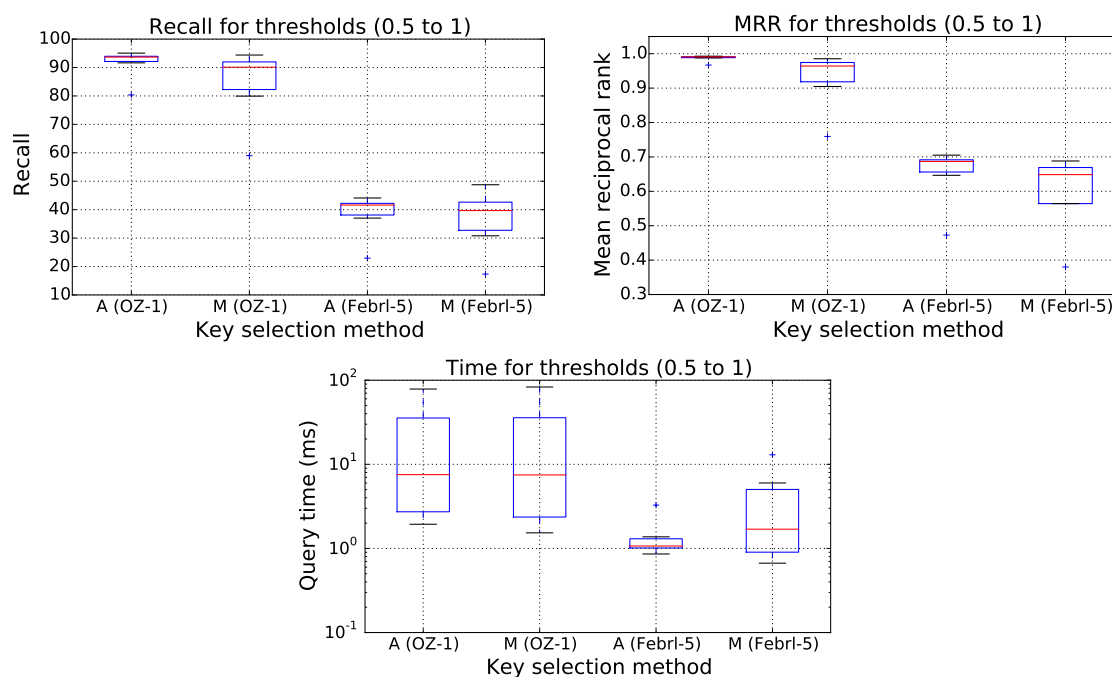 Recall for thresholds (0.5 to 1)
100
90
80
70
60
50
40
30
20
10
Recall
A (OZ-1) M (OZ-1) A (Febrl-5) M (Febrl-5)
Key selection method
MRR for thresholds (0.5 to 1)
1.0
0.9
0.8
0.7
0.6
0.5
0.4
0.3
Mean reciprocal rank
A (OZ-1) M (OZ-1) A (Febrl-5) M (Febrl-5)
Key selection method
Time for thresholds (0.5 to 1)
10^2
10^1
10^0
10^-1
Query time (ms)
A (OZ-1) M (OZ-1) A (Febrl-5) M (Febrl-5)
Key selection method